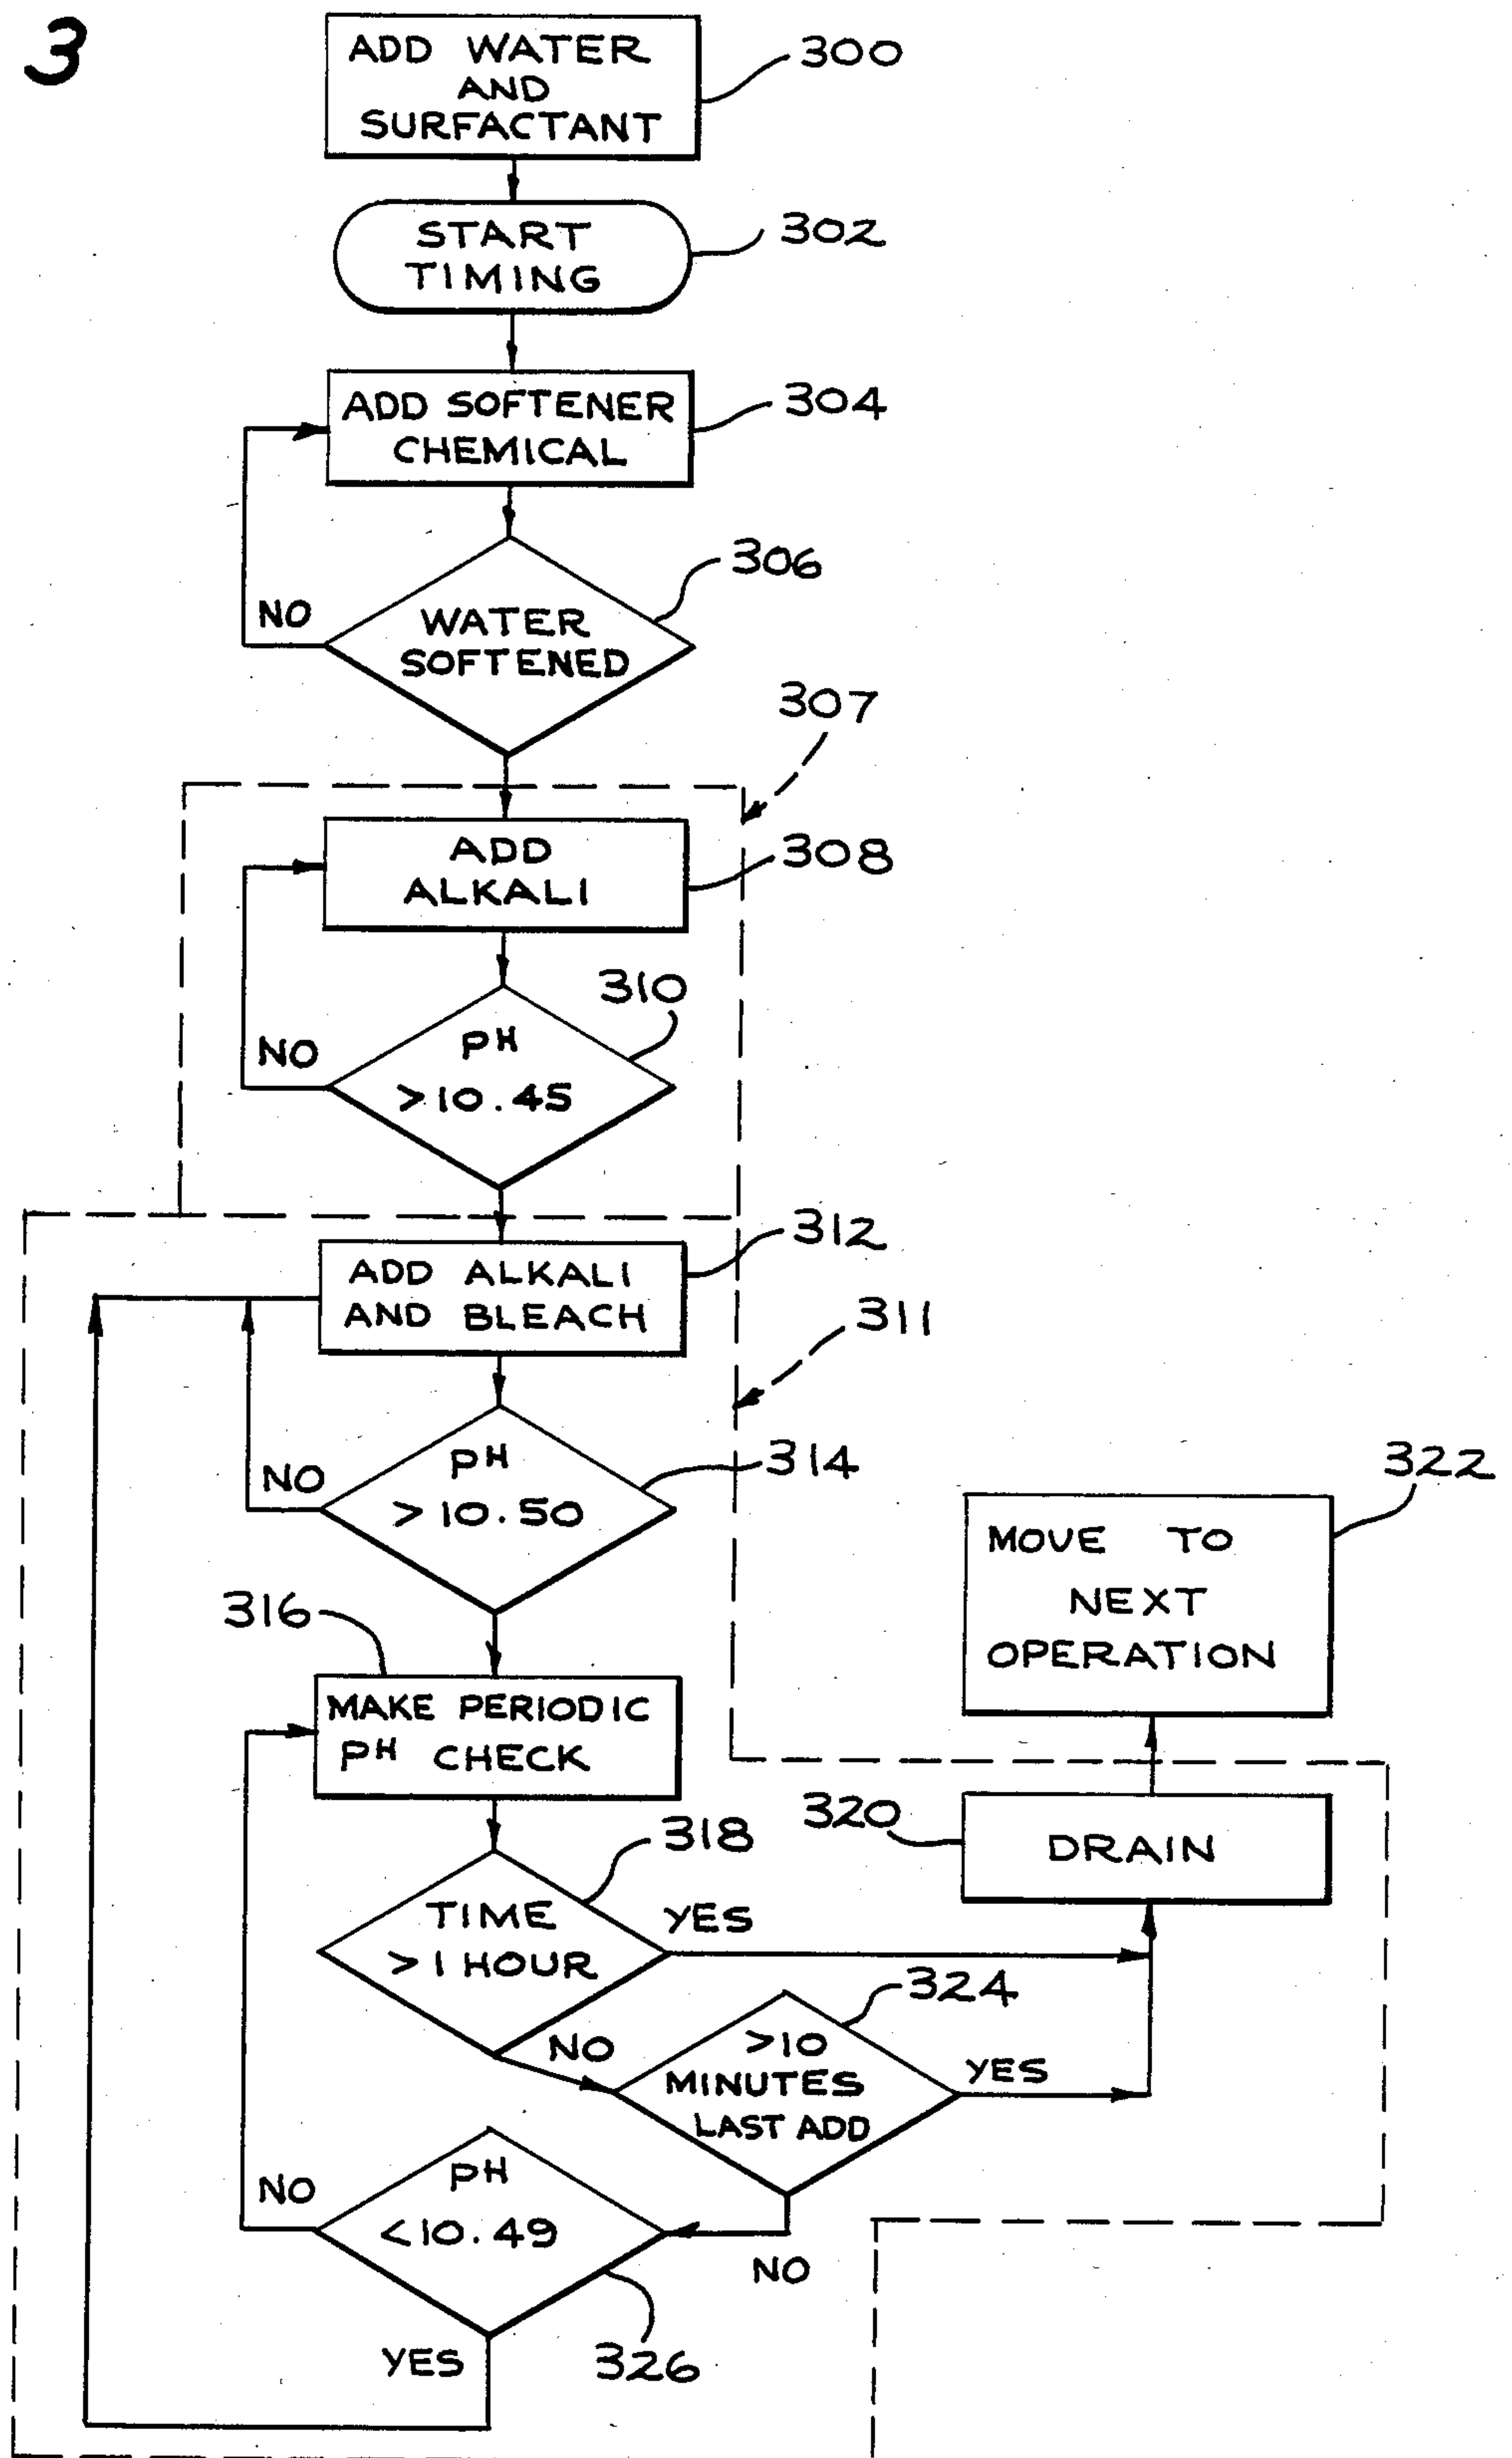 3
ADD WATER
AND
SURFACTANT
300
START
TIMING
302
ADD SOFTENER
CHEMICAL
304
306
WATER
SOFTENED
NO
307
ADD
ALKALI
308
310
PH
>10.45
NO
312
ADD ALKALI
AND BLEACH
311
PH
>10.50
314
NO
322
MOVE TO
NEXT
OPERATION
316
MAKE PERIODIC
PH CHECK
320
DRAIN
318
TIME
>1 HOUR
YES
NO
324
>10
MINUTES
LAST ADD
YES
NO
PH
<10.49
NO
YES
326